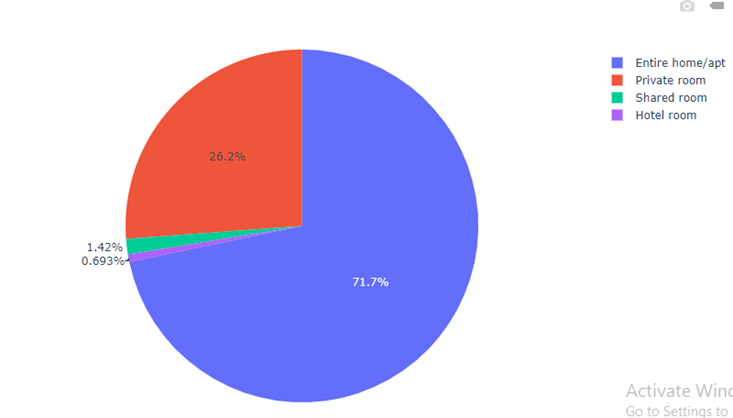 Entire home/apt
Private room
Shared room
Hotel room
26.2%
1.42%
0.693%
71.7%
Activate Wind
Go to Settings to